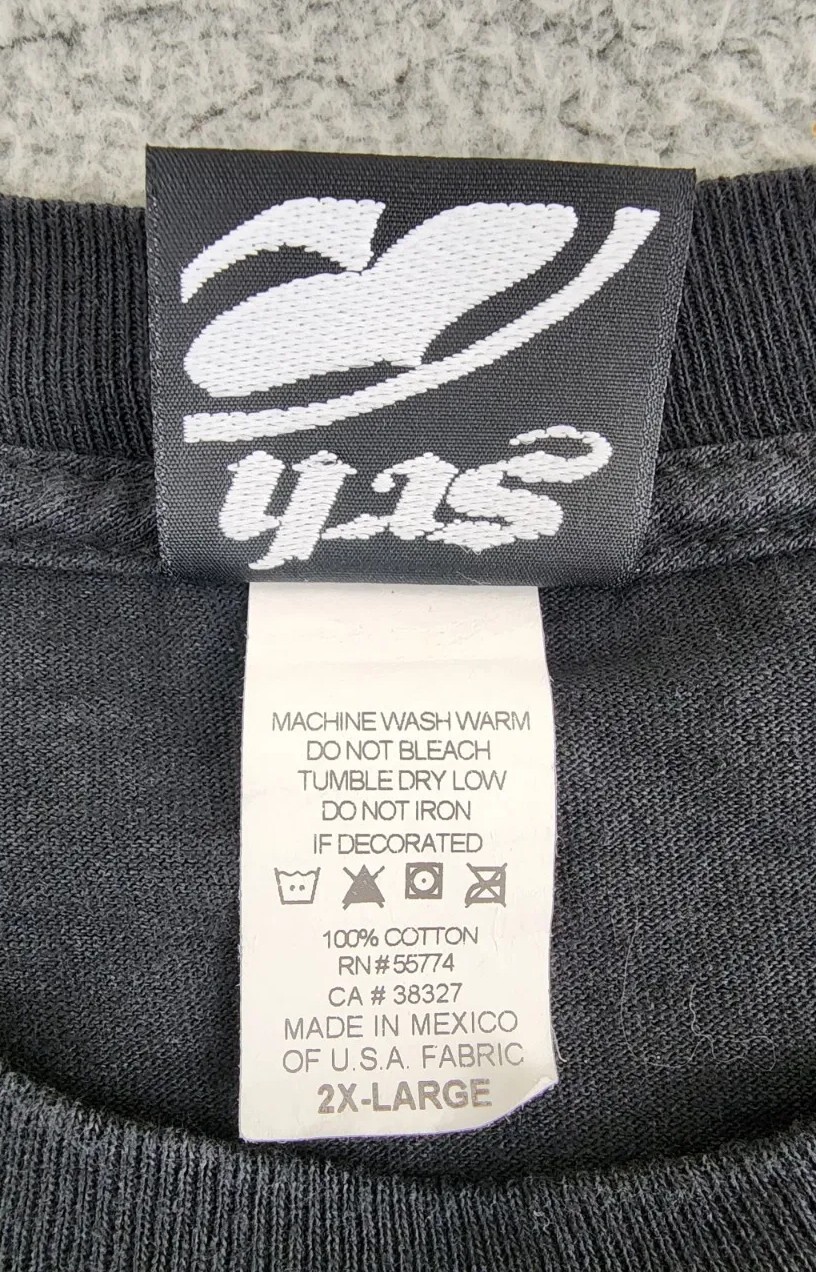 MACHINE WASH WARM
DO NOT BLEACH
TUMBLE DRY LOW
DO NOT IRON
IF DECORATED
100% COTTON
RN#55774
CA # 38327
MADE IN MEXICO
OF U.S.A. FABRIC
2X-LARGE